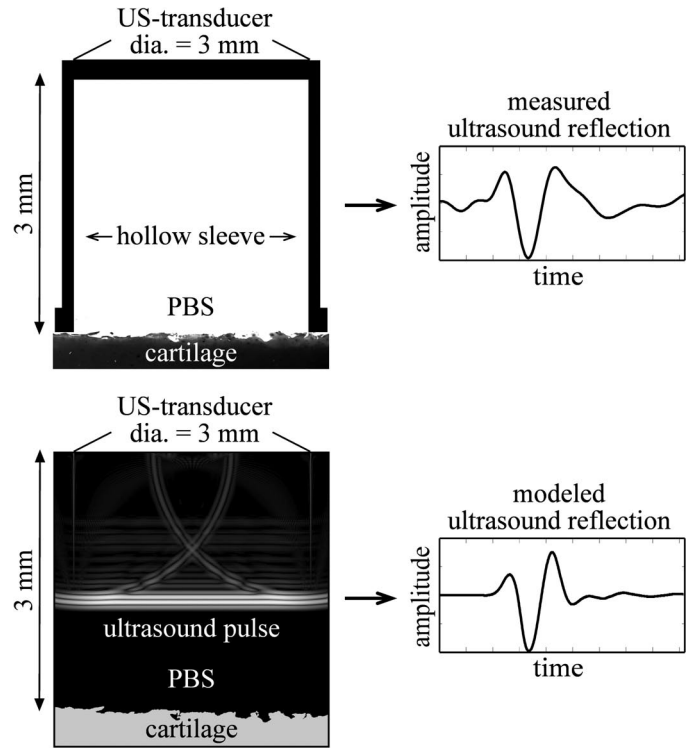 US-transducer
dia. = 3 mm
3 mm
hollow sleeve
PBS
cartilage
measured
ultrasound reflection
amplitude
time
US-transducer
dia. = 3 mm
3 mm
ultrasound pulse
PBS
cartilage
modeled
ultrasound reflection
amplitude
time